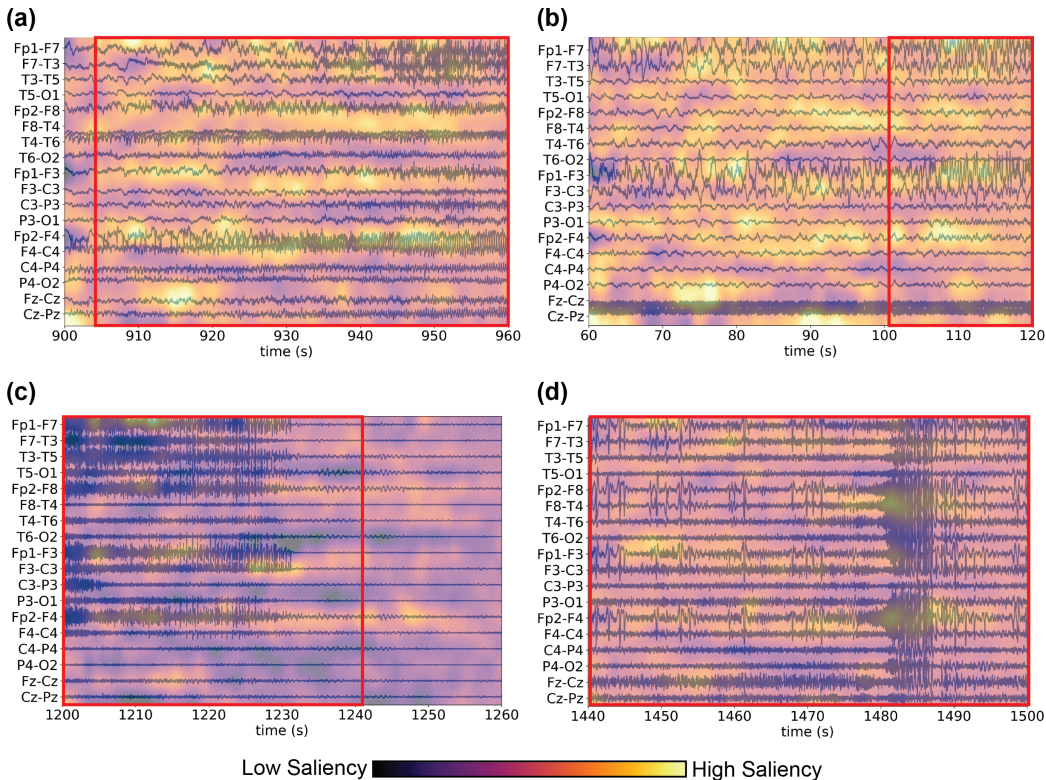 (a)
Fp1-F7
F7-T3
T3-T5
T5-O1
Fp2-F8
F8-T4
T4-T6
T6-O2
Fp1-F3
F3-C3
C3-P3
P3-O1
Fp2-F4
F4-C4
C4-P4
P4-O2
Fz-Cz
Cz-Pz
900 910 920 930 940 950 960
time (s)
(b)
Fp1-F7
F7-T3
T3-T5
T5-O1
Fp2-F8
F8-T4
T4-T6
T6-O2
Fp1-F3
F3-C3
C3-P3
P3-O1
Fp2-F4
F4-C4
C4-P4
P4-O2
Fz-Cz
Cz-Pz
60 70 80 90 100 110 120
time (s)
(c)
Fp1-F7
F7-T3
T3-T5
T5-O1
Fp2-F8
F8-T4
T4-T6
T6-O2
Fp1-F3
F3-C3
C3-P3
P3-O1
Fp2-F4
F4-C4
C4-P4
P4-O2
Fz-Cz
Cz-Pz
1200 1210 1220 1230 1240 1250 1260
time (s)
(d)
Fp1-F7
F7-T3
T3-T5
T5-O1
Fp2-F8
F8-T4
T4-T6
T6-O2
Fp1-F3
F3-C3
C3-P3
P3-O1
Fp2-F4
F4-C4
C4-P4
P4-O2
Fz-Cz
Cz-Pz
1440 1450 1460 1470 1480 1490 1500
time (s)
Low Saliency High Saliency